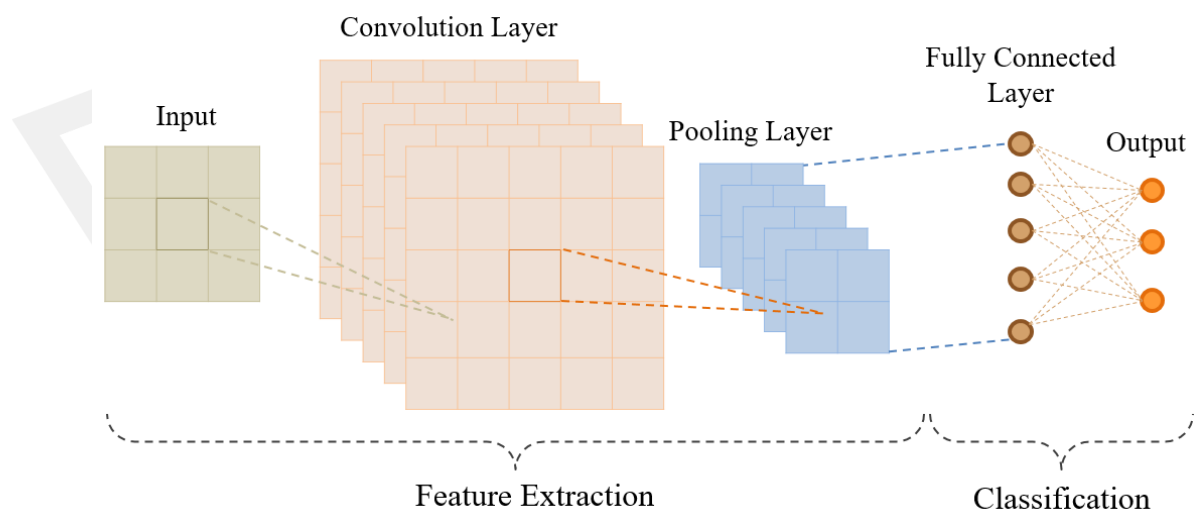 Convolution Layer
Input
Pooling Layer
Fully Connected
Layer
Output
Feature Extraction
Classification